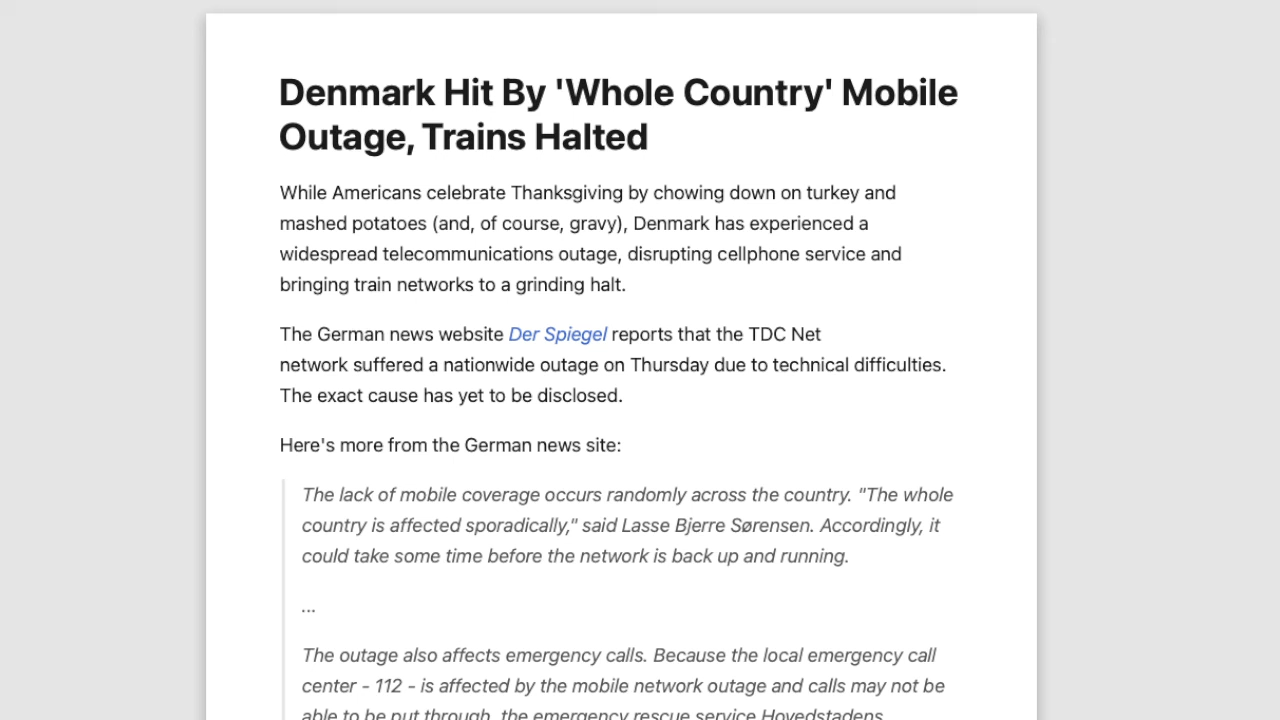 Denmark Hit By 'Whole Country' Mobile
Outage, Trains Halted
While Americans celebrate Thanksgiving by chowing down on turkey and
mashed potatoes (and, of course, gravy), Denmark has experienced a
widespread telecommunications outage, disrupting cellphone service and
bringing train networks to a grinding halt.
The German news website Der Spiegel reports that the TDC Net
network suffered a nationwide outage on Thursday due to technical difficulties.
The exact cause has yet to be disclosed.
Here's more from the German news site:
The lack of mobile coverage occurs randomly across the country. "The whole
country is affected sporadically," said Lasse Bjerre Sørensen. Accordingly, it
could take some time before the network is back up and running.
...
The outage also affects emergency calls. Because the local emergency call
center - 112 - is affected by the mobile network outage and calls may not be
able to be put through, the emergency rescue service Hovedstadens